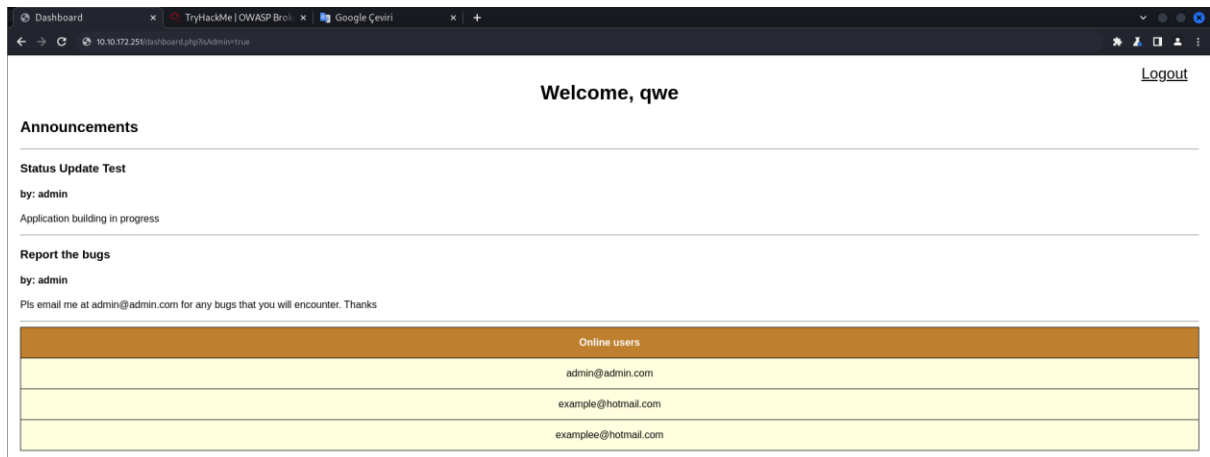 Dashboard
TryHackMe | OWASP Brok
Google Çeviri
10.10.172.251/dashboard.php?isAdmin=true
Logout
Welcome, qwe
Announcements
Status Update Test
by: admin
Application building in progress
Report the bugs
by: admin
Pls email me at admin@admin.com for any bugs that you will encounter. Thanks
Online users
admin@admin.com
example@hotmail.com
examplee@hotmail.com